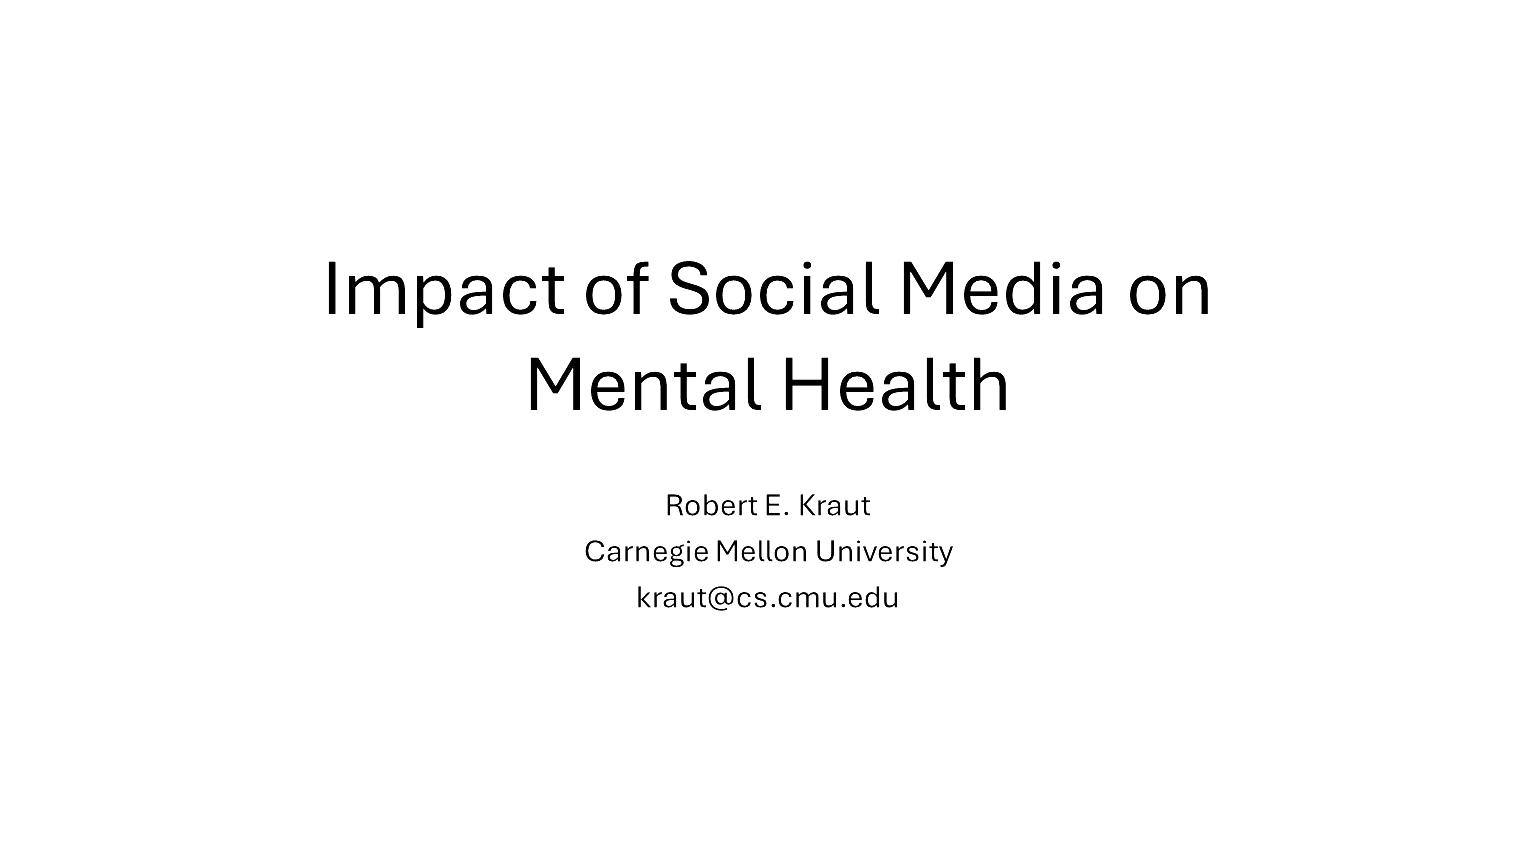 Impact of Social Media on
Mental Health
Robert E. Kraut
Carnegie Mellon University
kraut@cs.cmu.edu